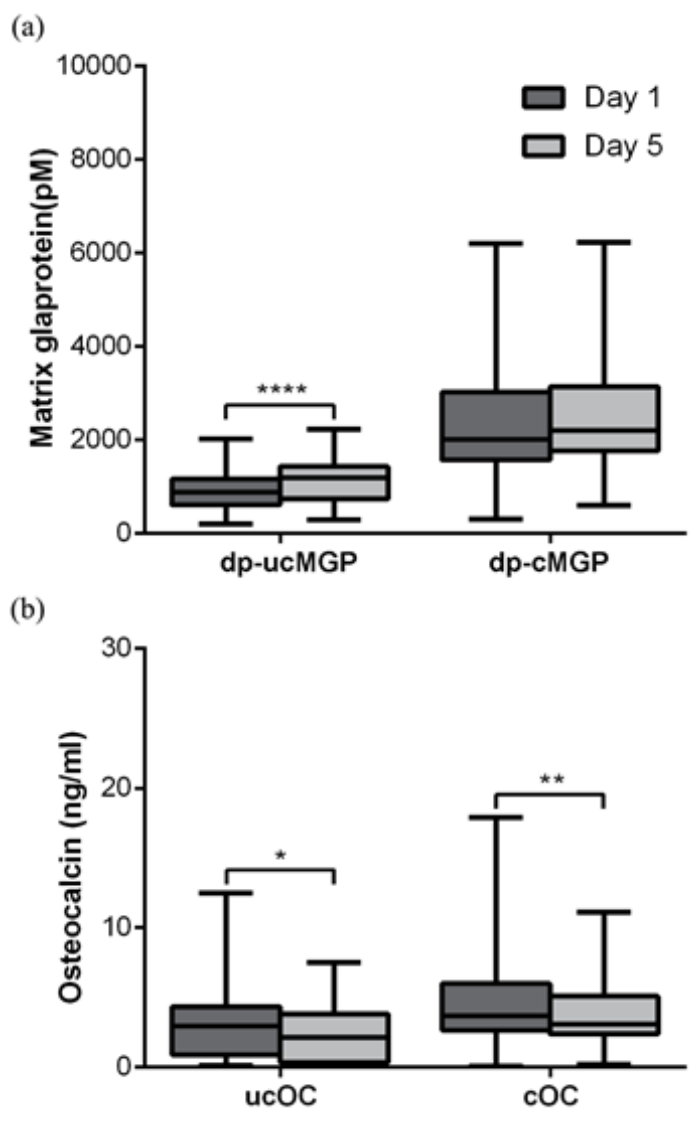 (a)
10000
8000
6000
4000
2000
0
Matrix glaprotein(pM)
Day 1
Day 5
****
dp-ucMGP
dp-cMGP
(b)
30
20
10
0
Osteocalcin (ng/ml)
*
**
ucOC
cOC